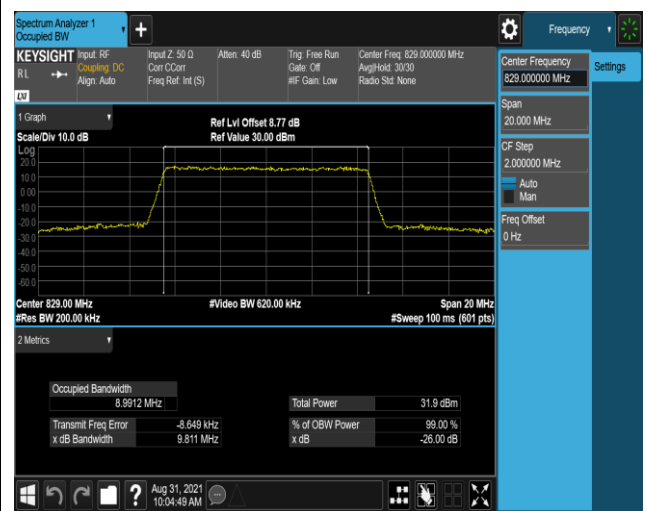 Spectrum Analyzer 1
Occupied BW
+
Frequency
KEYSIGHT
RL
LXI
Input: RF
Coupling: DC
Align: Auto
Input Z: 50 Ω
Corr CCorr
Freq Ref: Int (S)
Atten: 40 dB
Trig: Free Run
Gate: Off
#IF Gain: Low
Center Freq: 829.000000 MHz
Avg|Hold: 30/30
Radio Std: None
Center Frequency
829.000000 MHz
Settings
Span
20.000 MHz
CF Step
2.000000 MHz
Auto
Man
Freq Offset
0 Hz
1 Graph
Scale/Div 10.0 dB
Ref Lvl Offset 8.77 dB
Ref Value 30.00 dBm
Log
20.0
10.0
0.00
-10.0
-20.0
-30.0
-40.0
-50.0
-60.0
Center 829.00 MHz
#Video BW 620.00 kHz
Span 20 MHz
#Res BW 200.00 kHz
#Sweep 100 ms (601 pts)
2 Metrics
Occupied Bandwidth
8.9912 MHz
Total Power 31.9 dBm
Transmit Freq Error -8.649 kHz
% of OBW Power 99.00 %
x dB Bandwidth 9.811 MHz
x dB -26.00 dB
?
Aug 31, 2021
10:04:49 AM